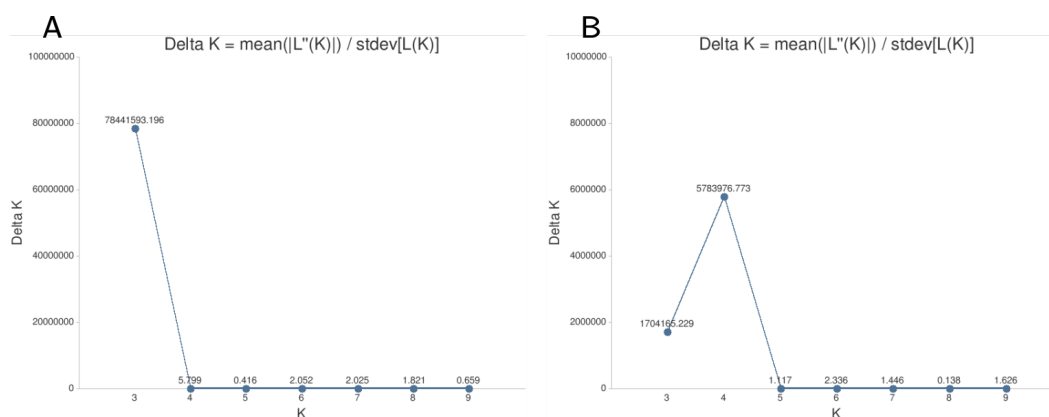 A
Delta K = mean(|L"(K)|) / stdev[L(K)]
100000000
80000000
60000000
40000000
20000000
0
Delta K
78441593.196
5.799
0.416
2.052
2.025
1.821
0.659
3 4 5 6 7 8 9
K
B
Delta K = mean(|L"(K)|) / stdev[L(K)]
10000000
8000000
6000000
4000000
2000000
0
Delta K
1704165.229
5783976.773
1.117
2.336
1.446
0.138
1.626
3 4 5 6 7 8 9
K